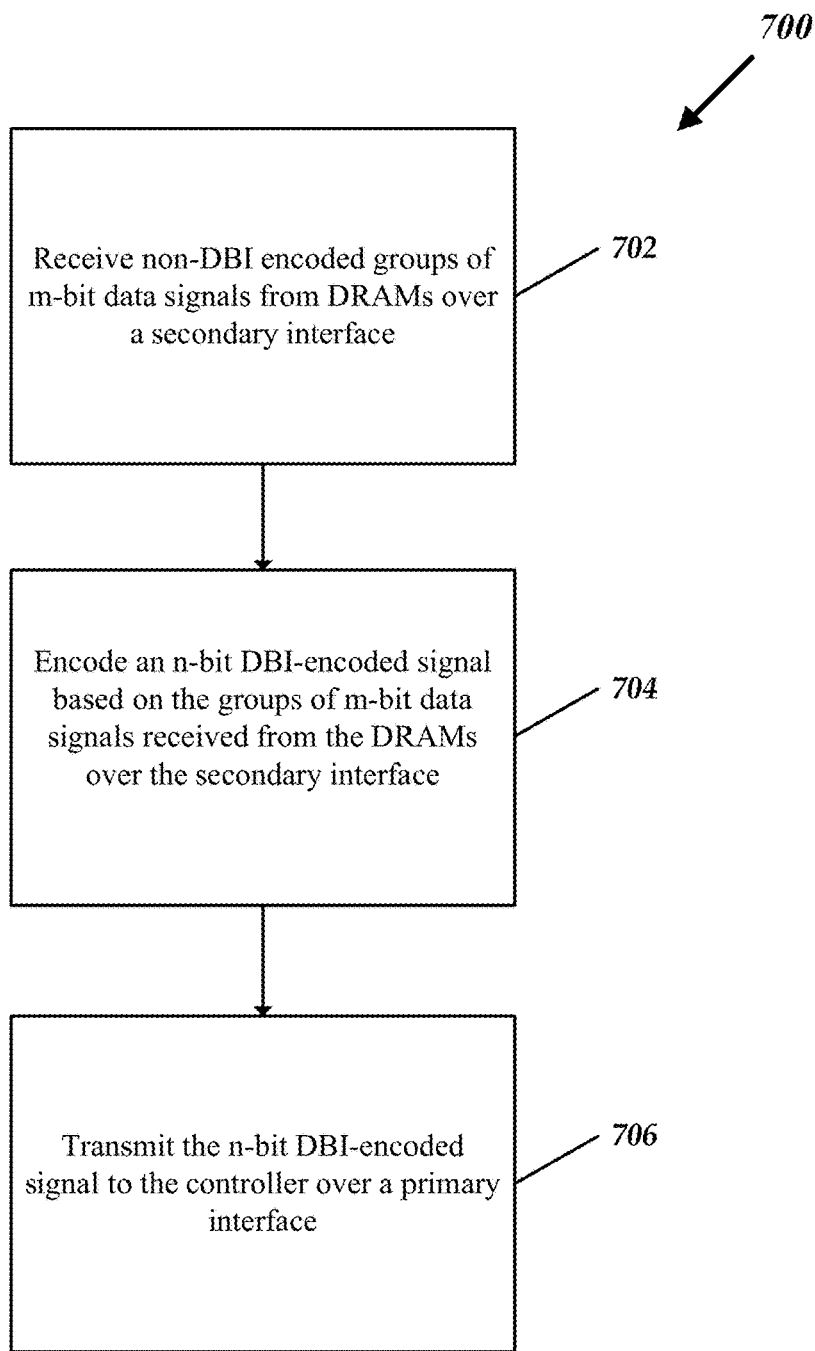 700
Receive non-DBI encoded groups of
m-bit data signals from DRAMs over
a secondary interface
702
Encode an n-bit DBI-encoded signal
based on the groups of m-bit data
signals received from the DRAMs
over the secondary interface
704
Transmit the n-bit DBI-encoded
signal to the controller over a primary
interface
706